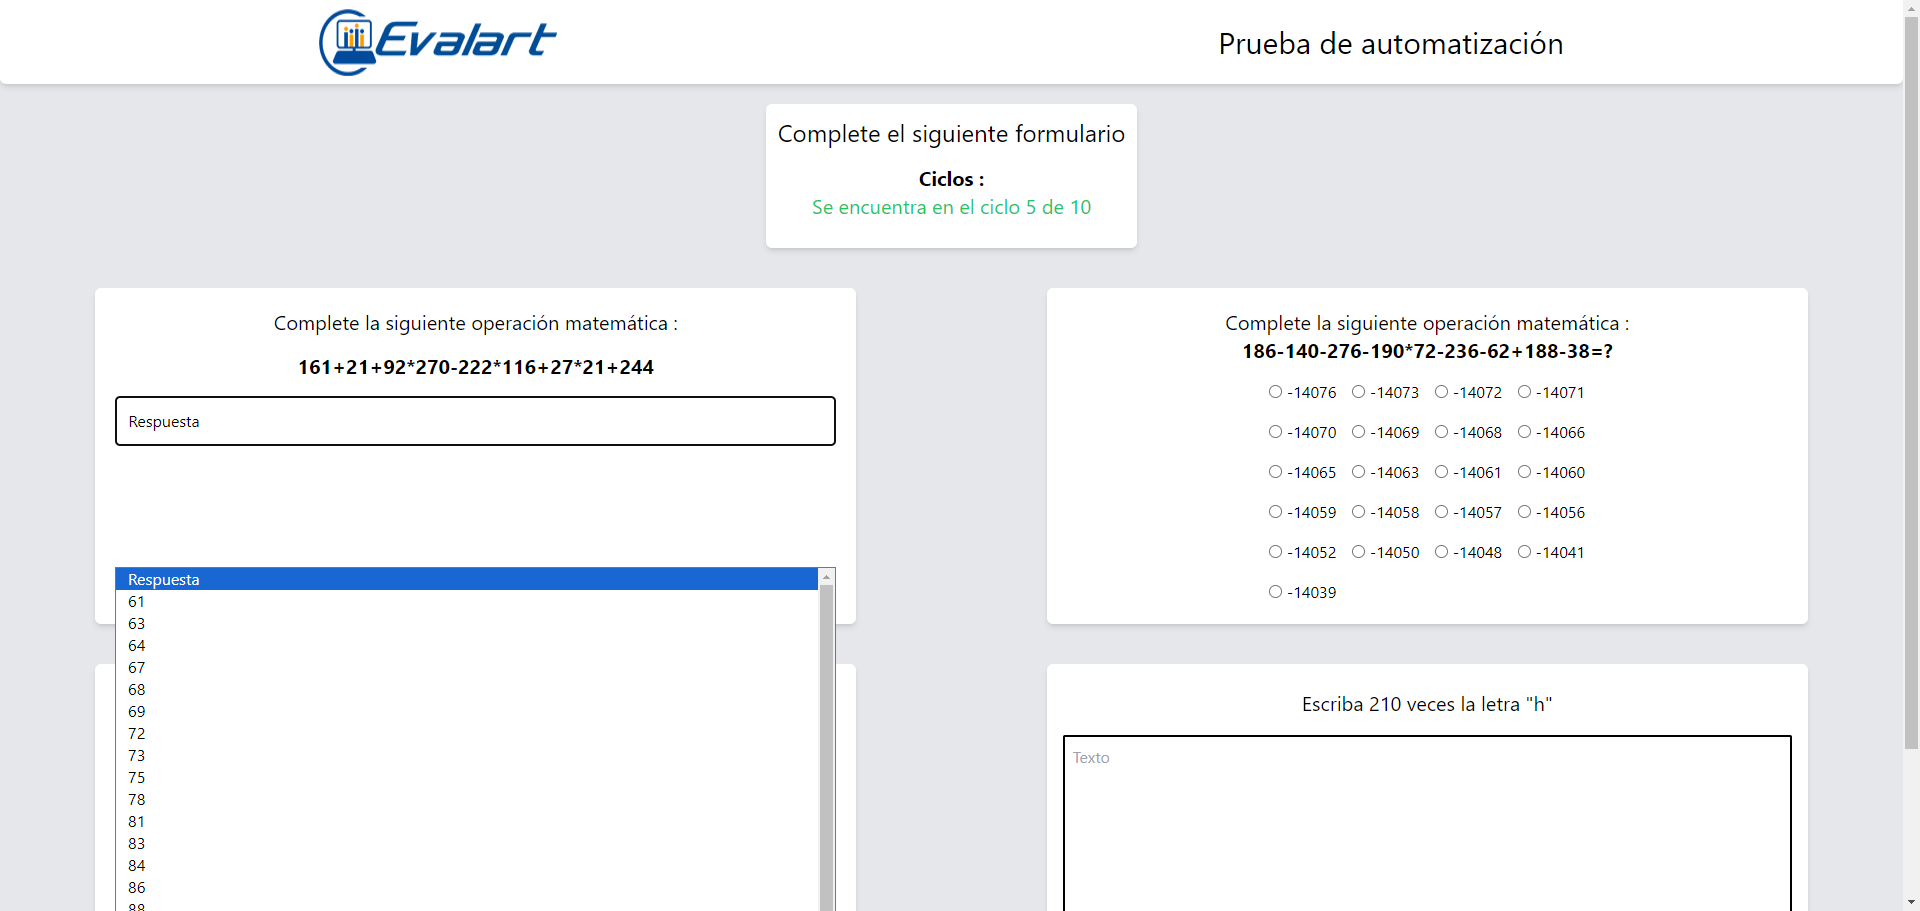 Evalart
Prueba de automatización
Complete el siguiente formulario
Ciclos :
Se encuentra en el ciclo 5 de 10
Complete la siguiente operación matemática :
161+21+92*270-222*116+27*21+244
Respuesta
Respuesta
61
63
64
67
68
69
72
73
75
78
81
83
84
86
88
Complete la siguiente operación matemática :
186-140-276-190*72-236-62+188-38=?
-14076 -14073 -14072 -14071
-14070 -14069 -14068 -14066
-14065 -14063 -14061 -14060
-14059 -14058 -14057 -14056
-14052 -14050 -14048 -14041
-14039
Escriba 210 veces la letra "h"
Texto